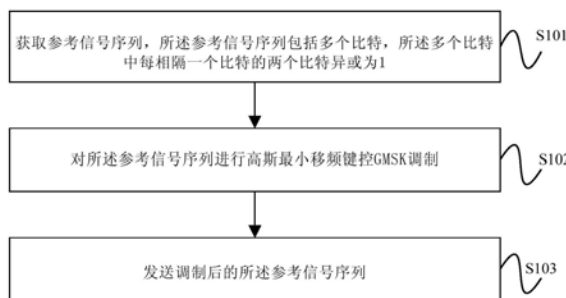 获取参考信号序列，所述参考信号序列包括多个比特，所述多个比特
中每相隔一个比特的两个比特异或为1
S101
对所述参考信号序列进行高斯最小移频键控GMSK调制
S102
发送调制后的所述参考信号序列
S103